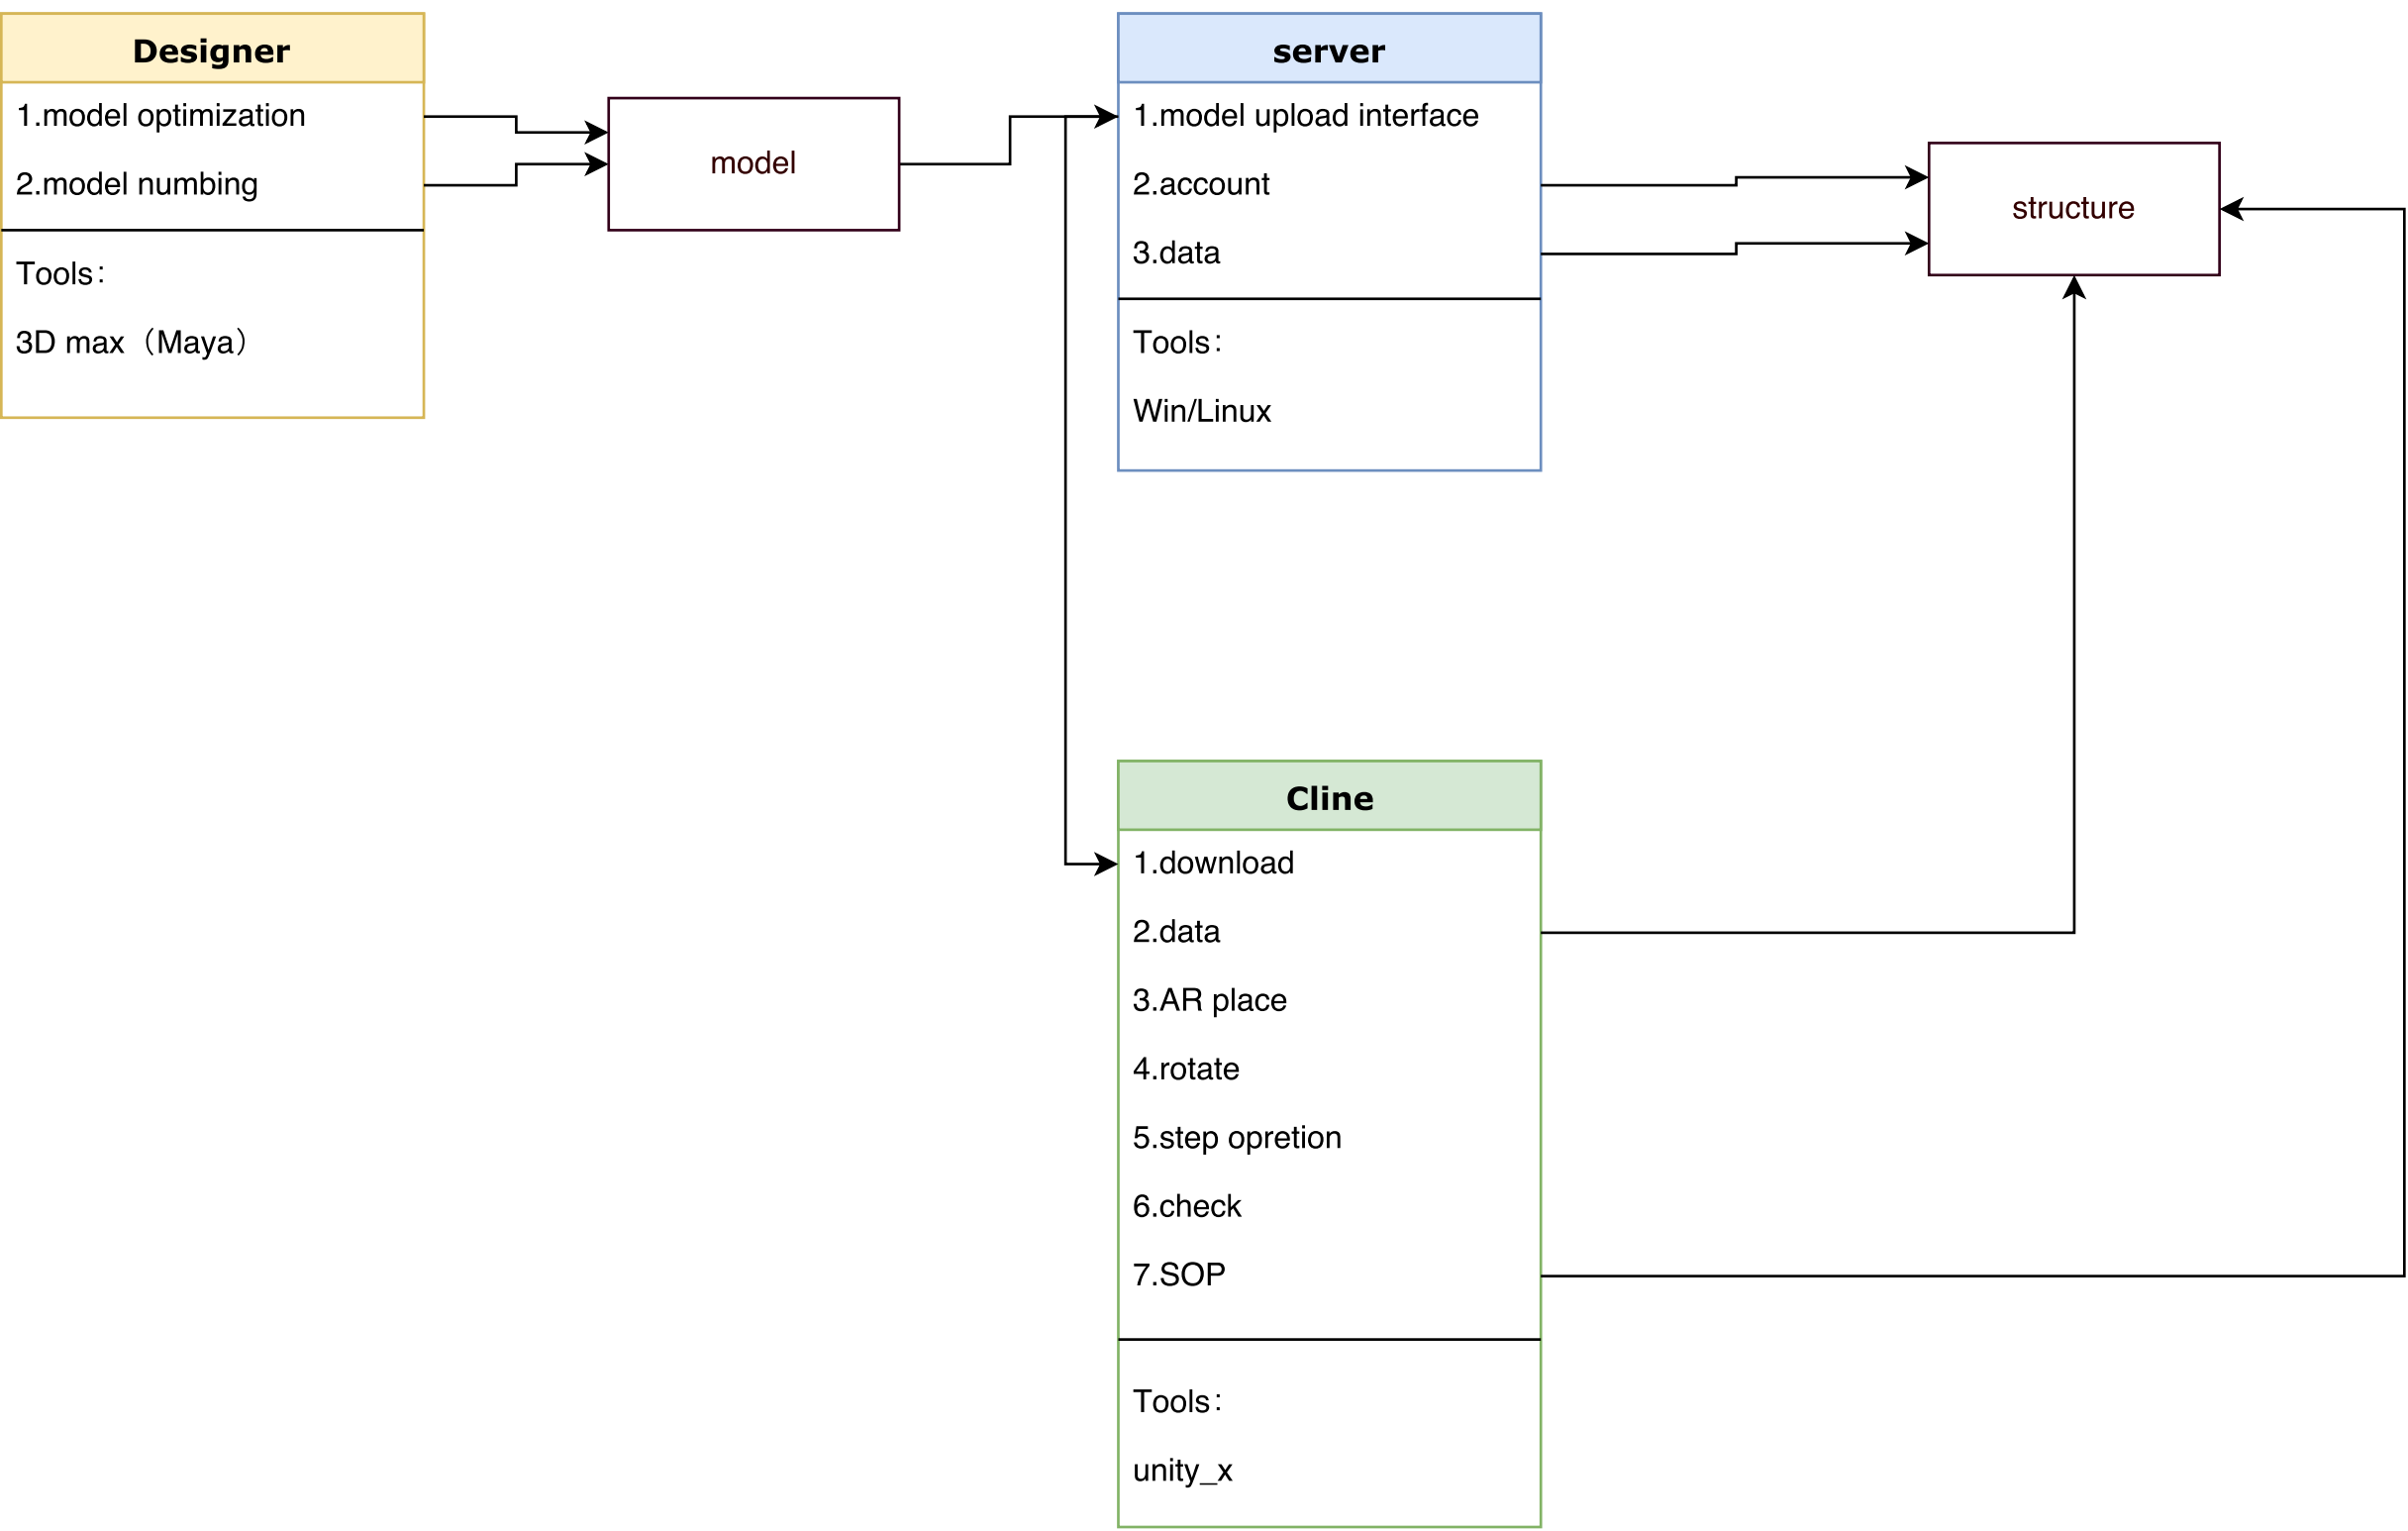 Designer
1.model optimization
2.model numbing
Tools：
3D max（Maya）
model
server
1.model upload interface
2.account
3.data
Tools：
Win/Linux
structure
Cline
1.download
2.data
3.AR place
4.rotate
5.step opretion
6.check
7.SOP
Tools：
unity_x